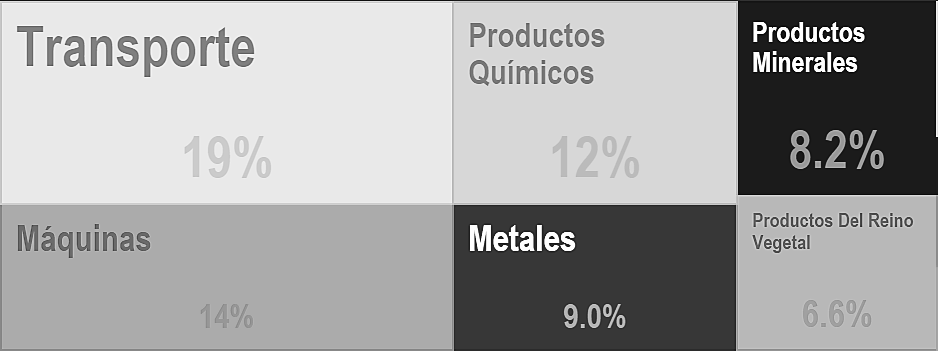 Transporte
19%
Productos
Químicos
12%
Productos
Minerales
8.2%
Máquinas
14%
Metales
9.0%
Productos Del Reino
Vegetal
6.6%